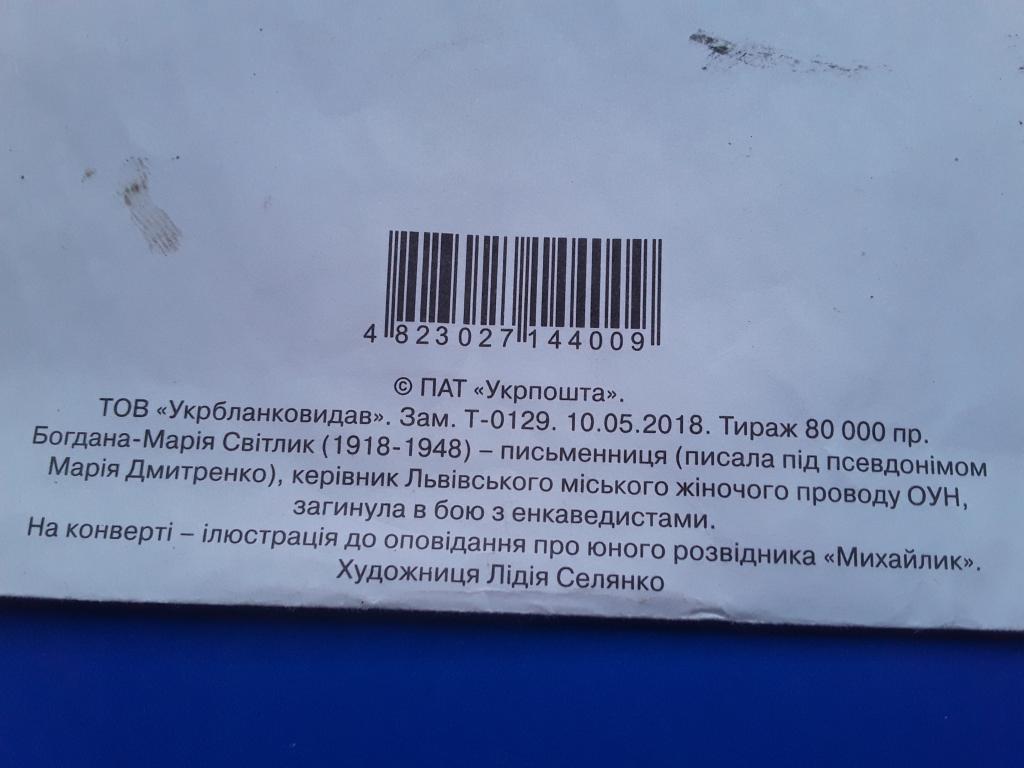 4 823027 144009
© ПАТ «Укрпошта».
ТОВ «Укрбланковидав». Зам. Т-0129. 10.05.2018. Тираж 80 000 пр.
Богдана-Марія Світлик (1918-1948) – письменниця (писала під псевдонімом
Марія Дмитренко), керівник Львівського міського жіночого проводу ОУН,
загинула в бою з енкаведистами.
На конверті – ілюстрація до оповідання про юного розвідника «Михайлик».
Художниця Лідія Селянко